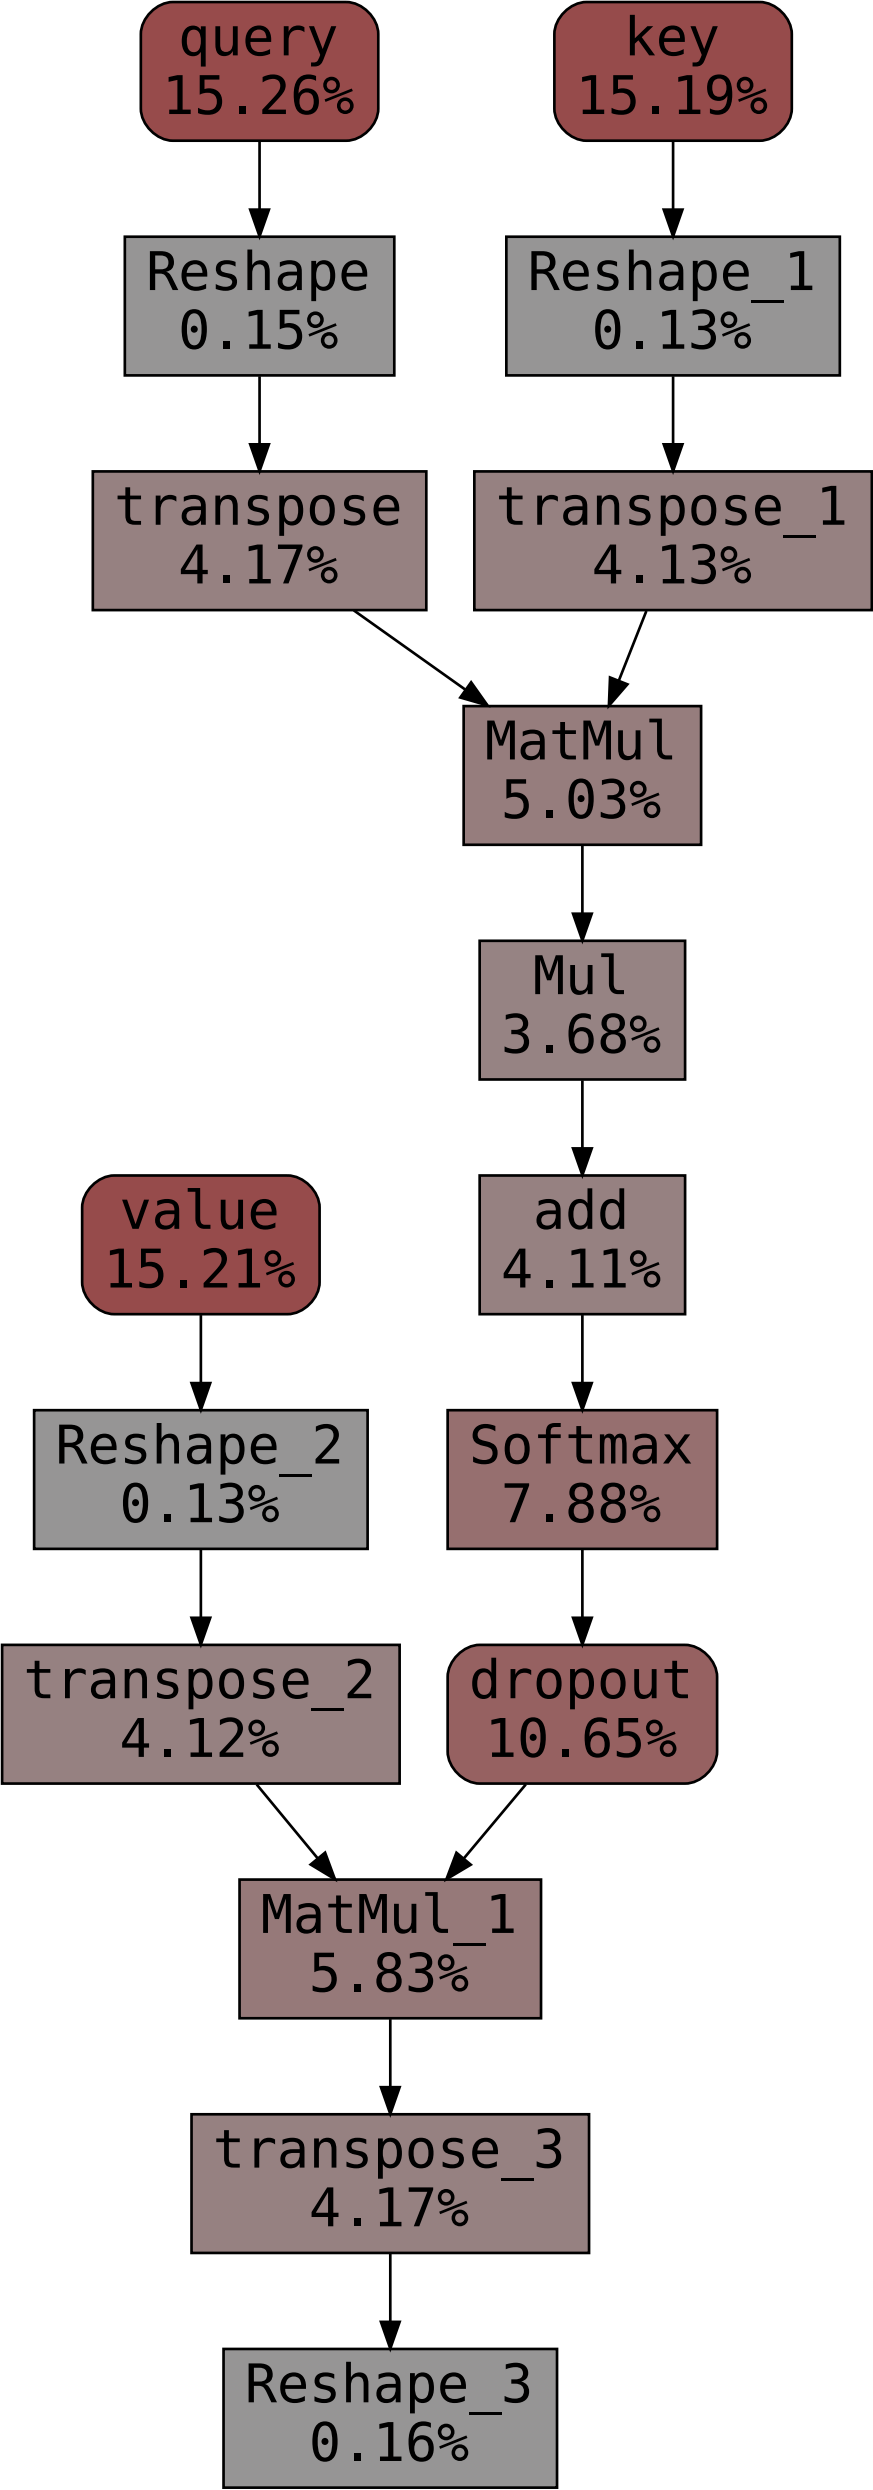 query
15.26%
key
15.19%
Reshape
0.15%
Reshape_1
0.13%
transpose
4.17%
transpose_1
4.13%
MatMul
5.03%
Mul
3.68%
value
15.21%
add
4.11%
Reshape_2
0.13%
Softmax
7.88%
transpose_2
4.12%
dropout
10.65%
MatMul_1
5.83%
transpose_3
4.17%
Reshape_3
0.16%